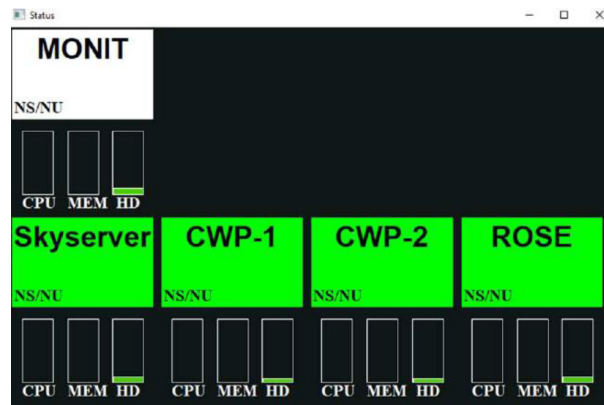 Status
MONIT
NS/NU
CPU MEM HD
Skyserver CWP-1 CWP-2 ROSE
NS/NU NS/NU NS/NU NS/NU
CPU MEM HD CPU MEM HD CPU MEM HD CPU MEM HD